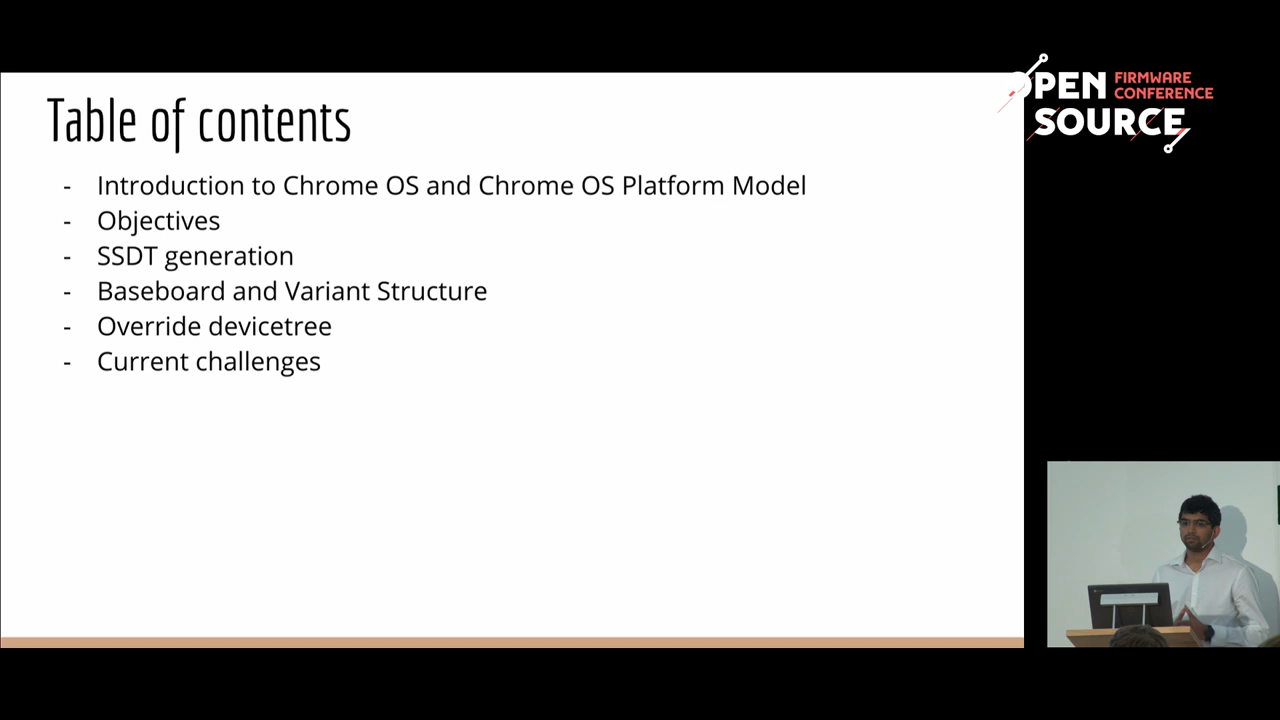 Table of contents
- Introduction to Chrome OS and Chrome OS Platform Model
- Objectives
- SSDT generation
- Baseboard and Variant Structure
- Override devicetree
- Current challenges
OPEN FIRMWARE
CONFERENCE
SOURCE